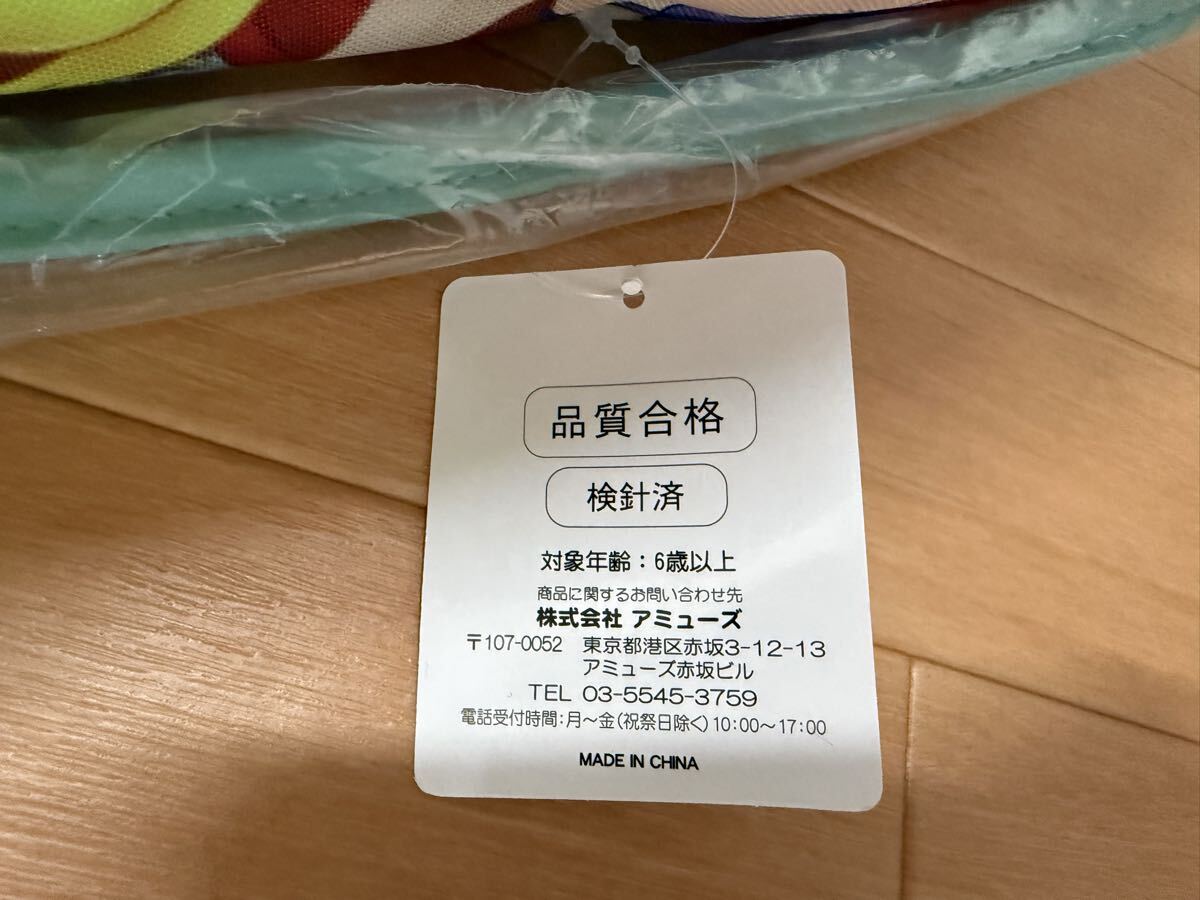 品質合格
検針済
対象年齢：6歳以上
商品に関するお問い合わせ先
株式会社 アミューズ
〒107-0052 東京都港区赤坂3-12-13
アミューズ赤坂ビル
TEL 03-5545-3759
電話受付時間：月～金（祝祭日除く）10：00～17：00
MADE IN CHINA